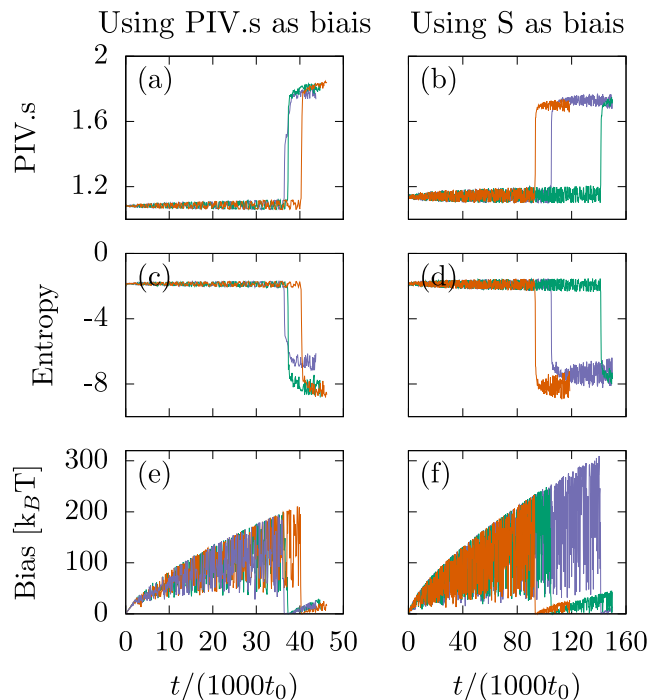 Using PIV.s as biais
Using S as biais
PIV.s
2
1.6
1.2
(a)
(b)
Entropy
0
-4
-8
(c)
(d)
Bias [k_BT]
300
200
100
0
(e)
(f)
0 10 20 30 40 50
0 40 80 120 160
t/(1000t_0)
t/(1000t_0)